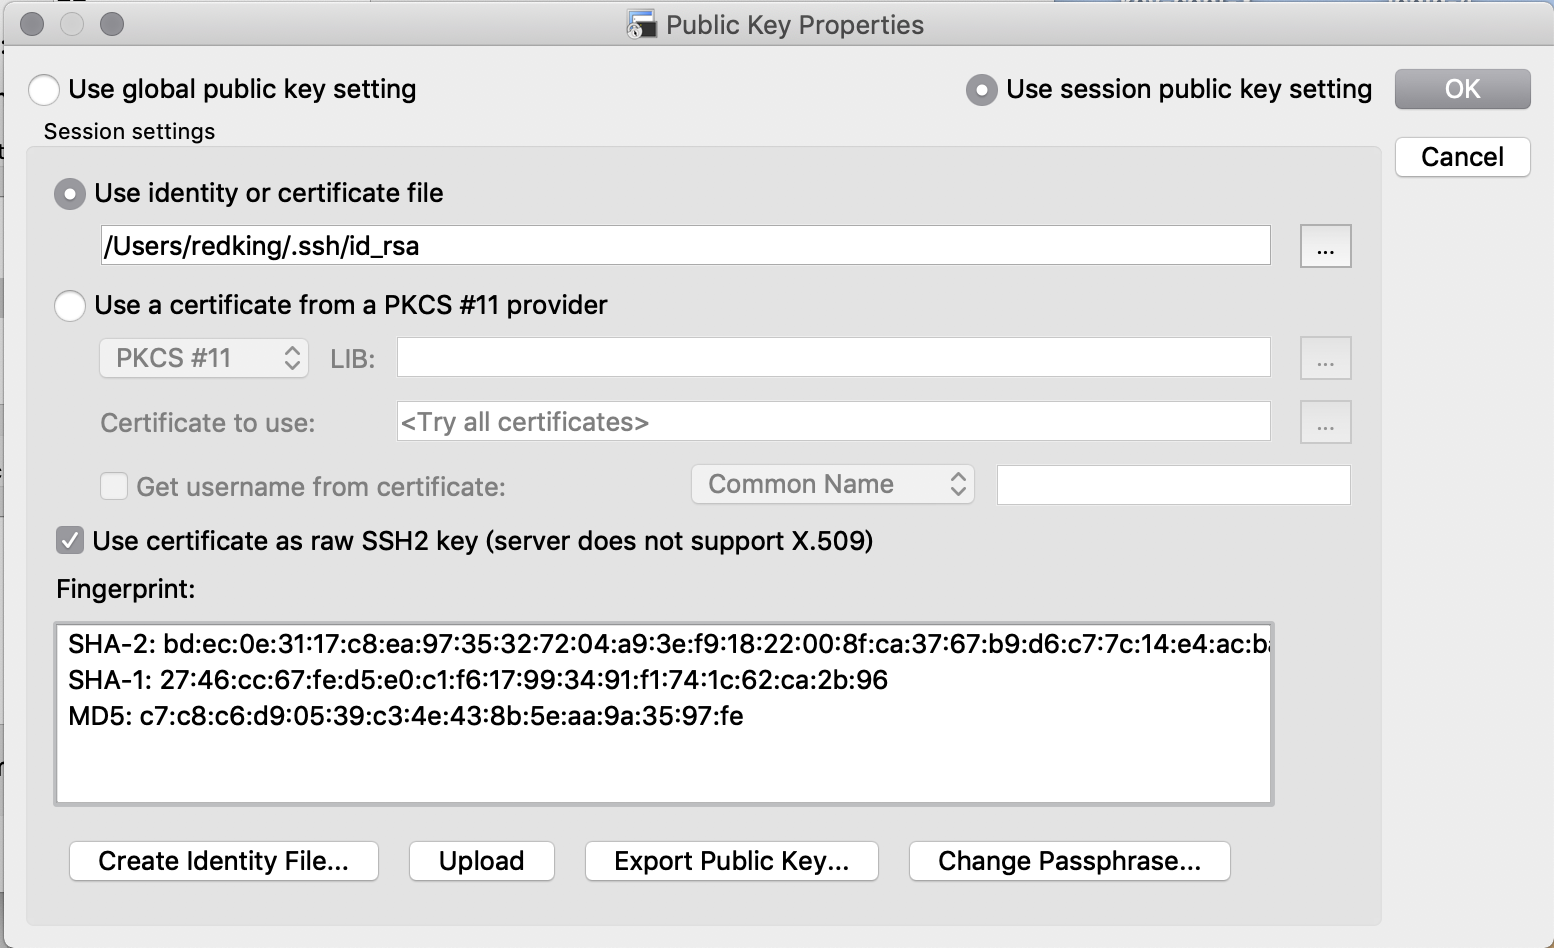 Public Key Properties
Use global public key setting
Use session public key setting
OK
Session settings
Cancel
Use identity or certificate file
/Users/redking/.ssh/id_rsa
...
Use a certificate from a PKCS #11 provider
PKCS #11
LIB:
...
Certificate to use:
<Try all certificates>
...
Get username from certificate:
Common Name
Use certificate as raw SSH2 key (server does not support X.509)
Fingerprint:
SHA-2: bd:ec:0e:31:17:c8:ea:97:35:32:72:04:a9:3e:f9:18:22:00:8f:ca:37:67:b9:d6:c7:7c:14:e4:ac:ba
SHA-1: 27:46:cc:67:fe:d5:e0:c1:f6:17:99:34:91:f1:74:1c:62:ca:2b:96
MD5: c7:c8:c6:d9:05:39:c3:4e:43:8b:5e:aa:9a:35:97:fe
Create Identity File...
Upload
Export Public Key...
Change Passphrase...